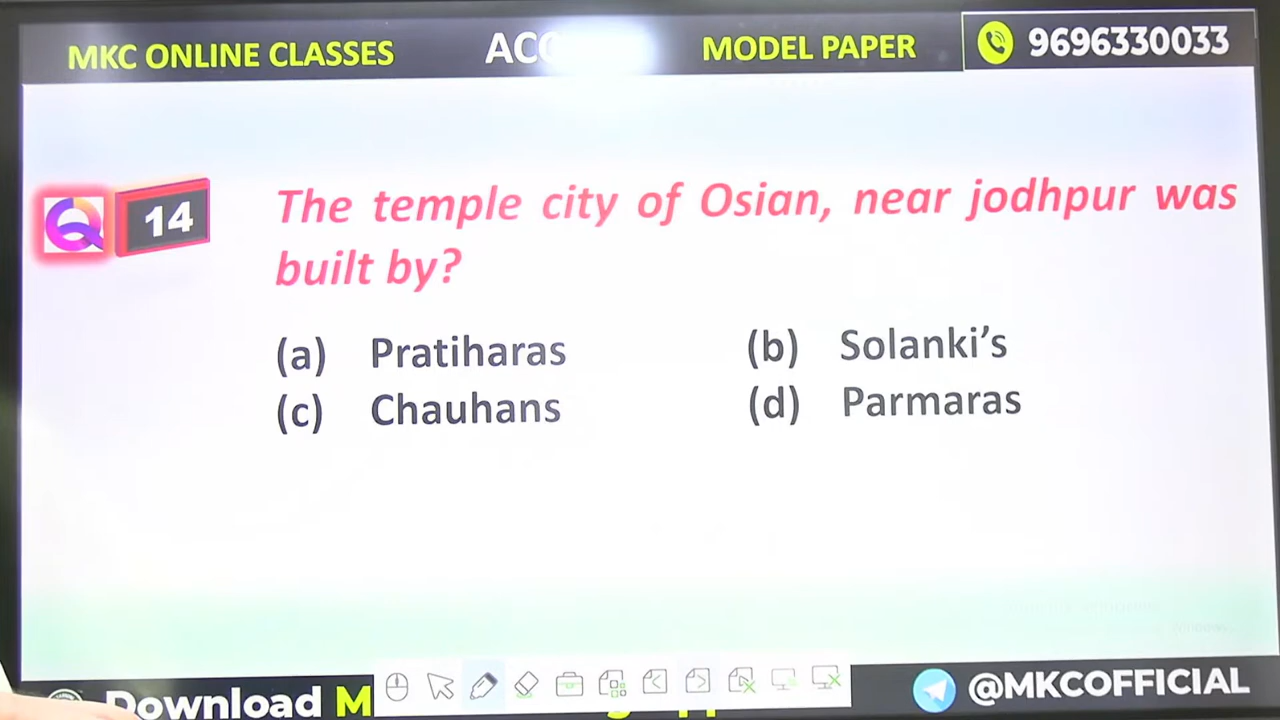 MKC ONLINE CLASSES
MODEL PAPER
9696330033
14
The temple city of Osian, near jodhpur was
built by?
(a) Pratiharas (b) Solanki’s
(c) Chauhans (d) Parmaras
Download M
@MKCOFFICIAL